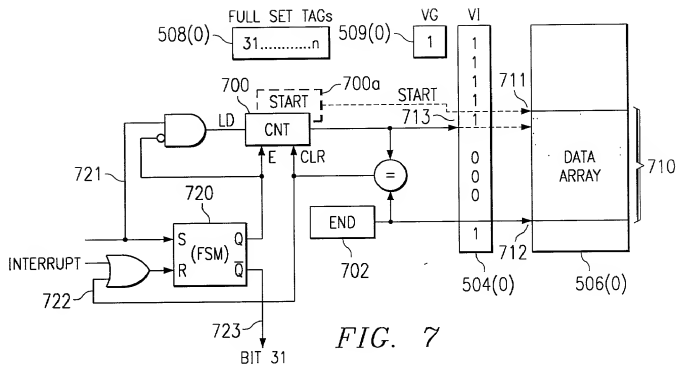 FULL SET TAGs
VG
VI
508(0)
31............n
509(0)
1
700
700a
START
START
711
LD
CNT
713
1
1
1
1
1
0
0
0
1
E
CLR
=
DATA
ARRAY
710
721
720
S
Q
(FSM)
R
Q
END
702
712
INTERRUPT
722
723
504(0)
506(0)
BIT 31
FIG. 7